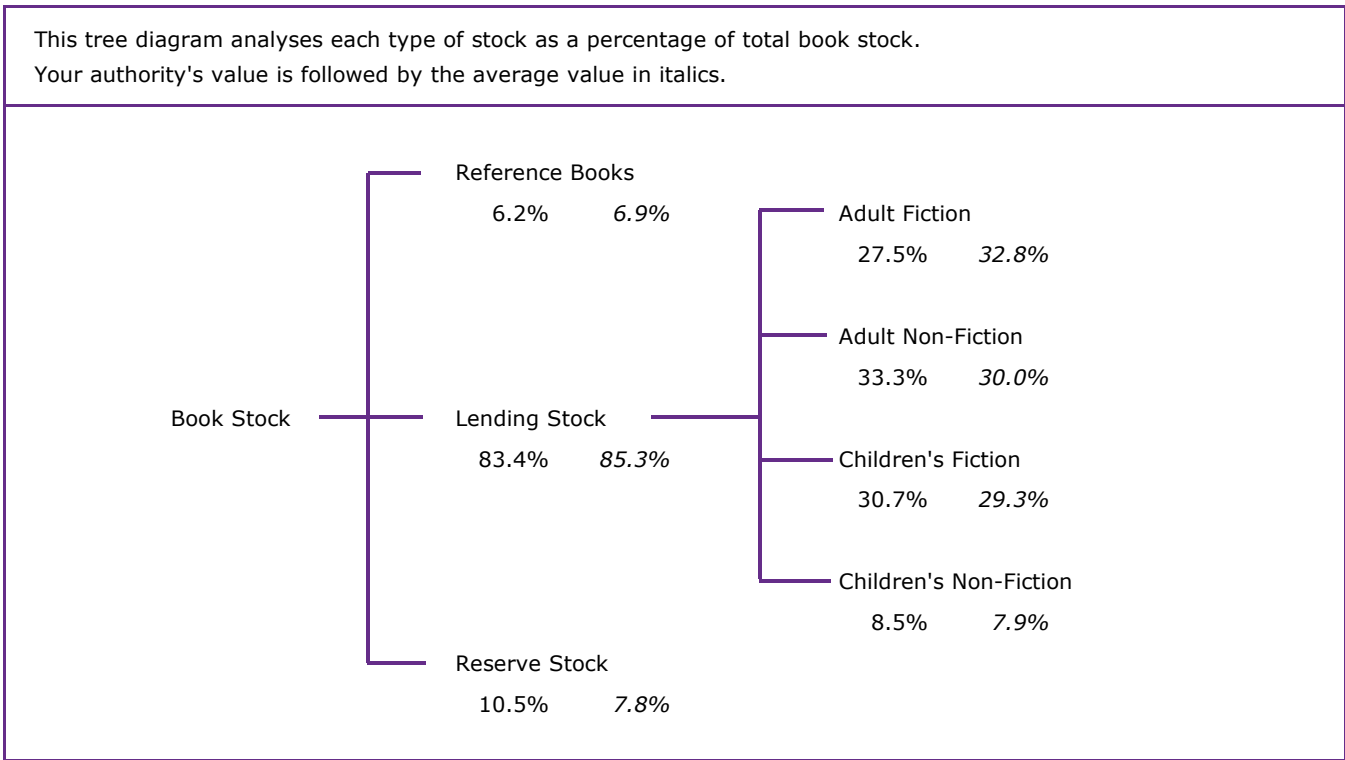 This tree diagram analyses each type of stock as a percentage of total book stock.
Your authority's value is followed by the average value in italics.
Reference Books
6.2% 6.9%
Adult Fiction
27.5% 32.8%
Adult Non-Fiction
33.3% 30.0%
Book Stock
Lending Stock
83.4% 85.3%
Children's Fiction
30.7% 29.3%
Children's Non-Fiction
8.5% 7.9%
Reserve Stock
10.5% 7.8%